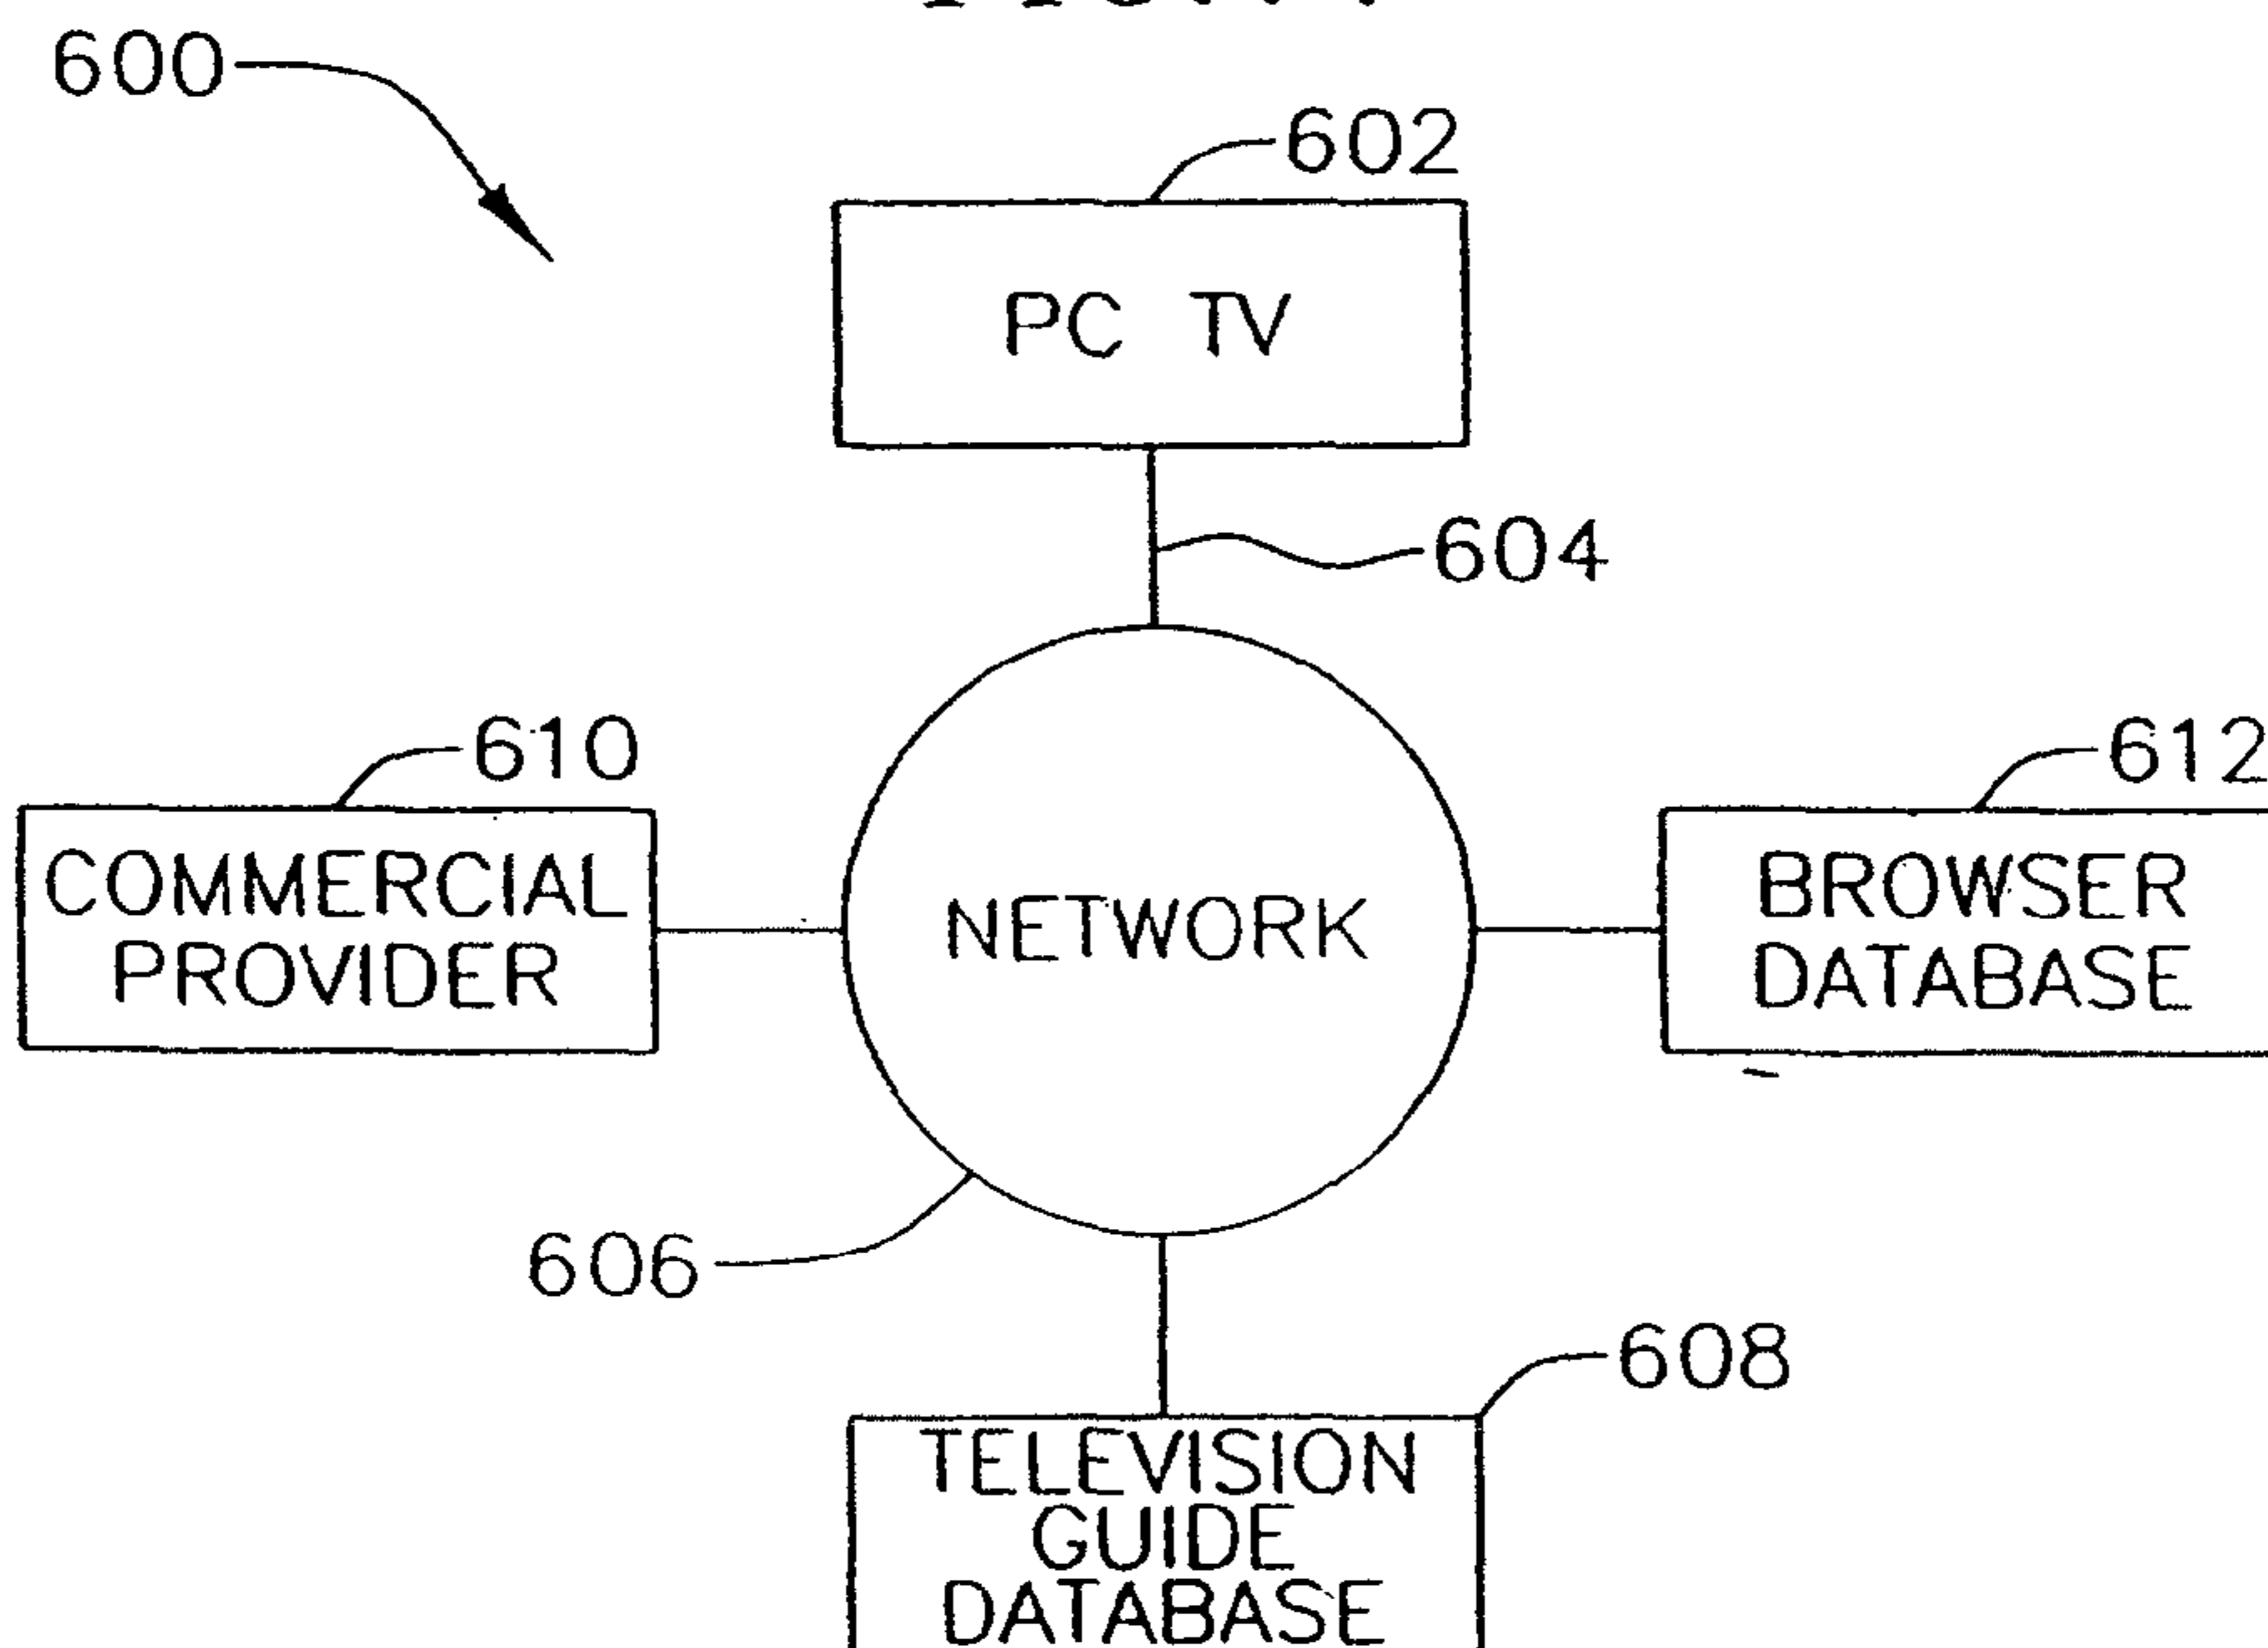 600
602
PC TV
604
610
612
COMMERCIAL
PROVIDER
NETWORK
BROWSER
DATABASE
606
608
TELEVISION
GUIDE
DATABASE